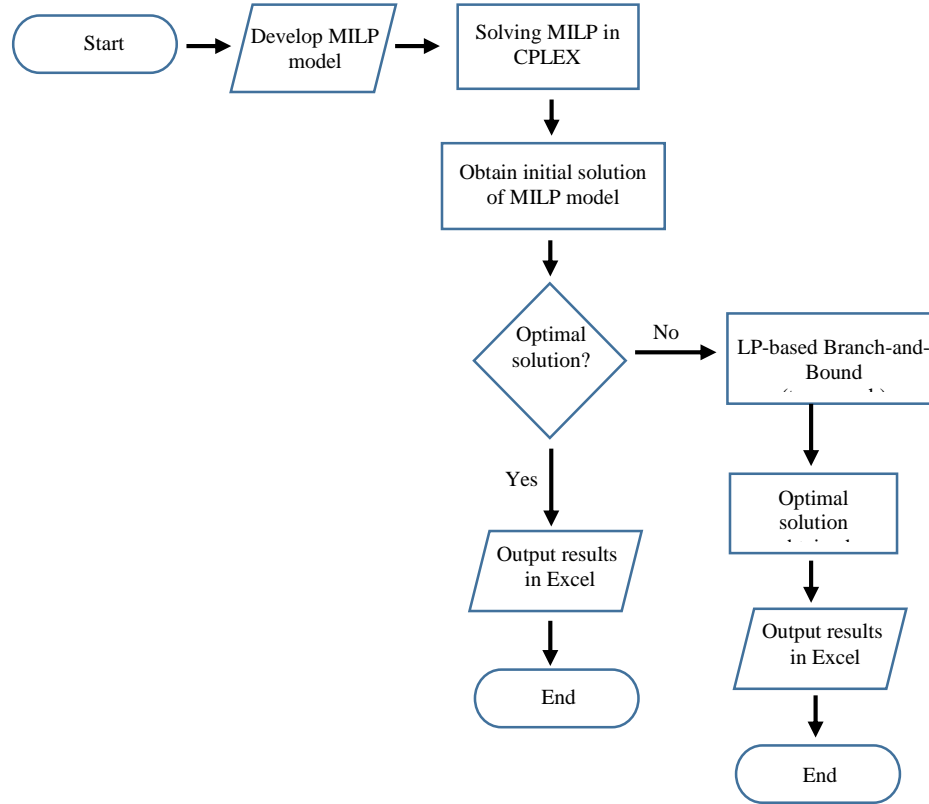 Start
Develop MILP
model
Solving MILP in
CPLEX
Obtain initial solution
of MILP model
Optimal
solution?
No
LP-based Branch-and-
Bound
Yes
Optimal
solution
Output results
in Excel
Output results
in Excel
End
End